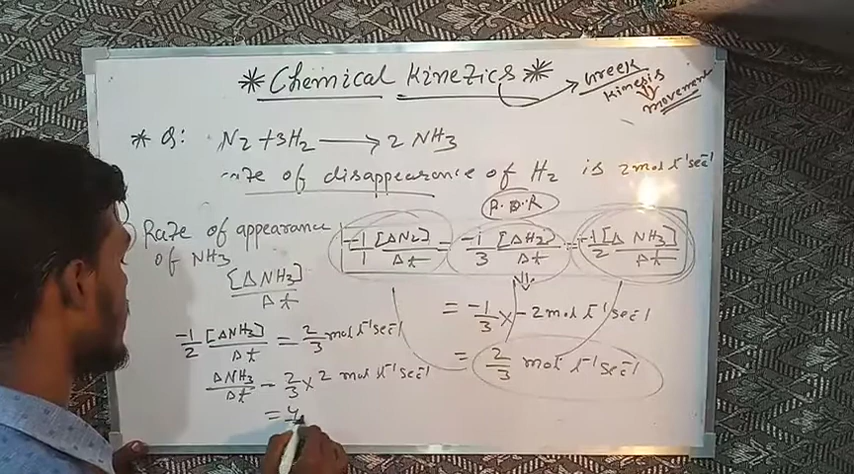 * Chemical Kinetics *
Greek
Kinesis
movement
* Q: N2 + 3H2 → 2 NH3
rate of disappearance of H2 is 2 mol L⁻¹ sec⁻¹
R.D.R
Rate of appearance
of NH3
[ΔNH3]/Δt
-1/1 [ΔN2]/Δt = -1/3 [ΔH2]/Δt = -1/2 [Δ NH3]/Δt
= -1/3 × -2 mol L⁻¹ sec⁻¹
= 2/3 mol L⁻¹ sec⁻¹
-1/2 [ΔNH3]/Δt = 2/3 mol L⁻¹ sec⁻¹
ΔNH3/Δt = 2/3 × 2 mol L⁻¹ sec⁻¹
= 4